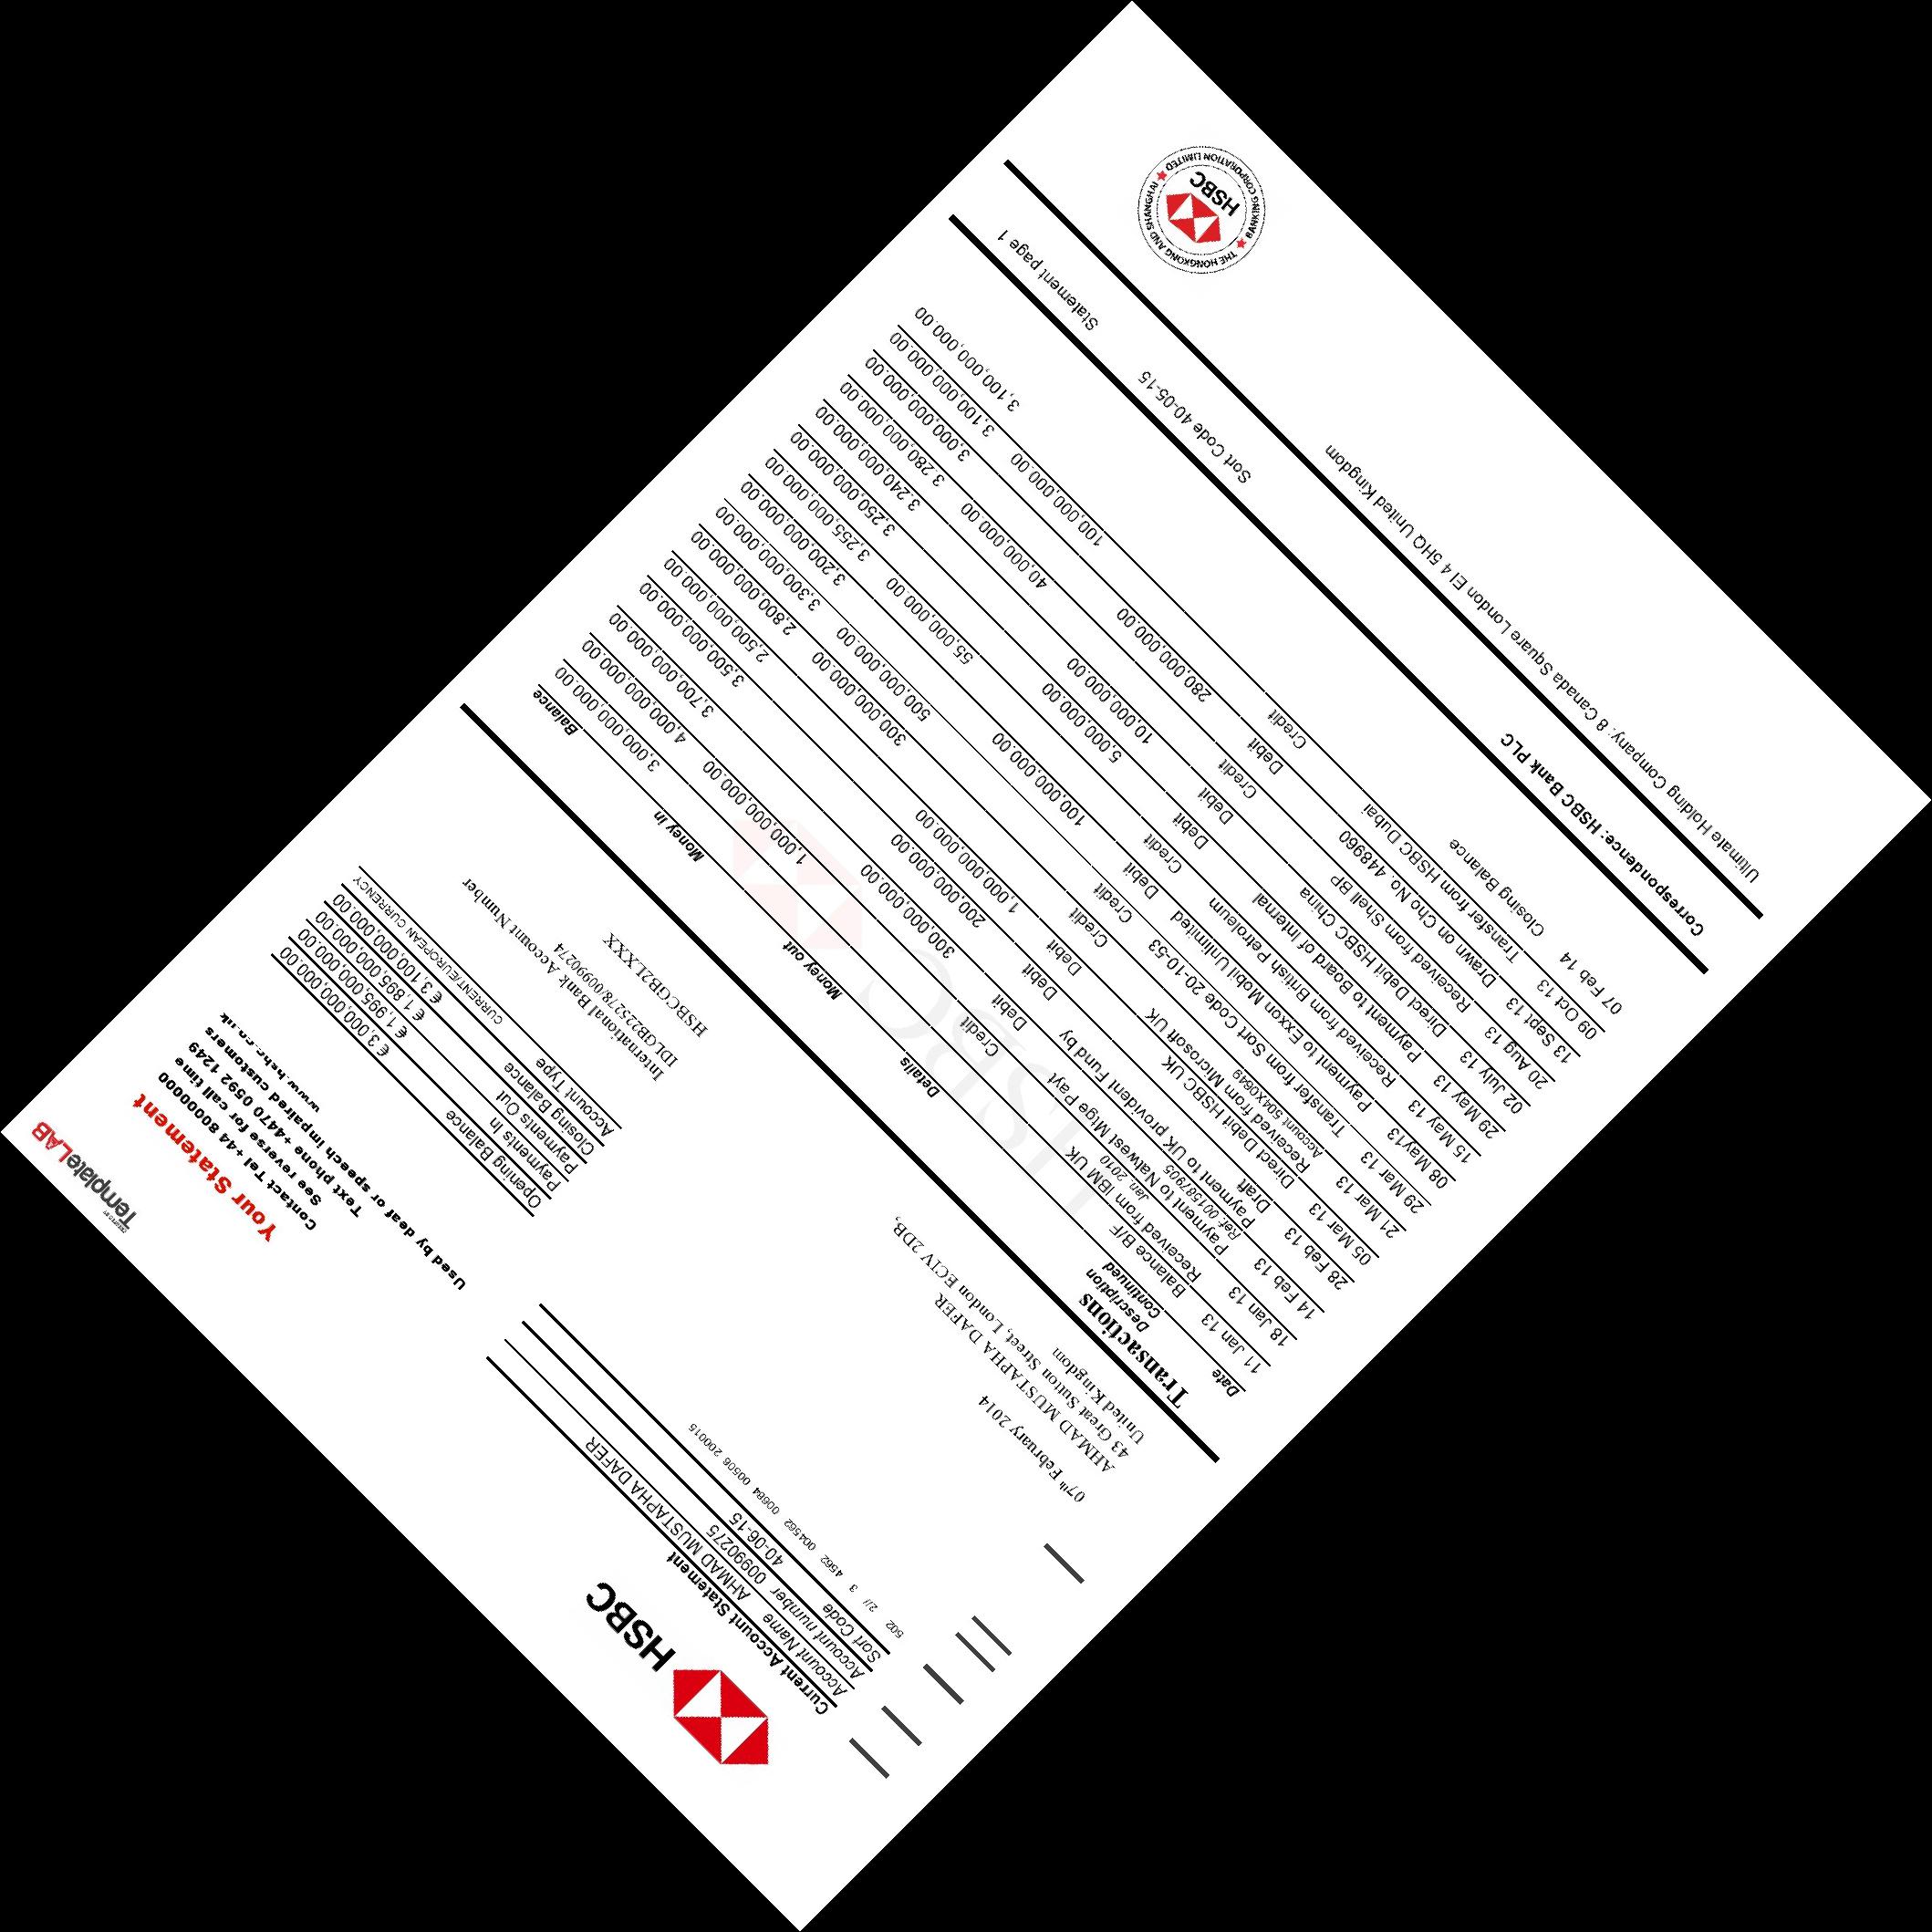 CREATED BY TemplateLAB
HSBC
Your Statement
Contact Tel +44 800000000
See reverse for call time
Text phone +4470 0592 1249
Used by deaf or speech impaired customers
www.hsbc.co.uk
Current Account Statement
Account Name AHMAD MUSTAPHA DAFER
Account number 00990275
Sort Code 40-06-15
502 2// 3 4562 004562 00684 00506 200015
Opening Balance € 3,000,000,000.00
Payments In € 1,995,000,000.00
Payments Out € 1,895,000,000.00
Closing Balance € 3,100,000,000.00
Account Type CURRENT/EUROPEAN CURRENCY
07th February 2014
AHMAD MUSTAPHA DAFER
43 Great Sutton Street, London EC1V 2DB,
United Kingdom
International Bank Account Number
IDLGB22528/00990274
HSBCGB2LXXX
Transactions
Date Description Continued Details Money out Money In Balance
11 Jan 13 Balance B/F 3,000,000,000.00
18 Jan 13 Received from IBM UK Credit 1,000,000,000.00 4,000,000,000.00
14 Feb 13 Payment to Natwest Mtge Payt Jan. 2010 Ref. 001587905 Debit 300,000,000.00 3,700,000,000.00
28 Feb 13 Payment to UK provident Fund by Draft Debit 200,000,000.00 3,500,000,000.00
05 Mar 13 Direct Debit HSBC UK Debit 1,000,000,000.00 2,500,000,000.00
21 Mar 13 Received from Microsoft UK Account 504X0649 Credit 300,000,000.00 2,800,000,000.00
29 Mar 13 Transfer from Sort Code 20-10-53 Credit 500,000,000.00 3,300,000,000.00
08 May13 Payment to Exxon Mobil Unlimited Debit 100,000,000.00 3,200,000,000.00
15 May 13 Received from British Petroleum Credit 55,000,000.00 3,255,000,000.00
29 May 13 Payment to Board of Internal Debit 5,000,000.00 3,250,000,000.00
02 July 13 Direct Debit HSBC China Debit 10,000,000.00 3,240,000,000.00
20 Aug 13 Received from Shell BP Credit 40,000,000.00 3,280,000,000.00
13 Sept 13 Drawn on Cho No. 448960 Debit 280,000,000.00 3,000,000,000.00
09 Oct 13 Transfer from HSBC Dubai Credit 100,000,000.00 3,100,000,000.00
07 Feb 14 Closing Balance 3,100,000,000.00
HSBC
Correspondence: HSBC Bank PLC Sort Code 40-05-15 Statement page 1
Ultimate Holding Company. 8 Canada Square London EI 4 5HQ United Kingdom
THE HONGKONG AND SHANGHAI BANKING CORPORATION LIMITED
HSBC